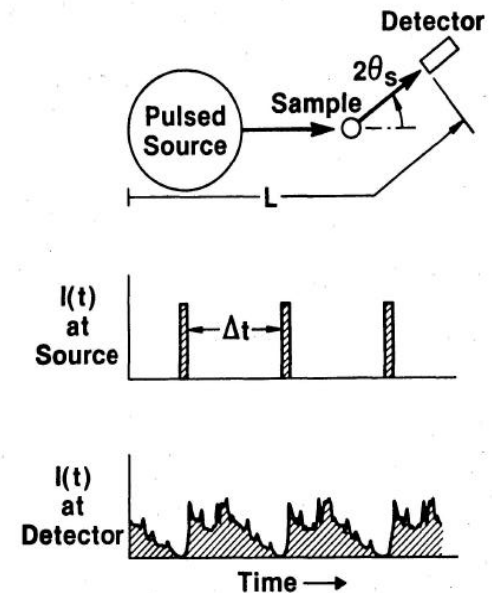 Detector
2θs
Sample
Pulsed
Source
L
I(t)
at
Source
Δt
I(t)
at
Detector
Time